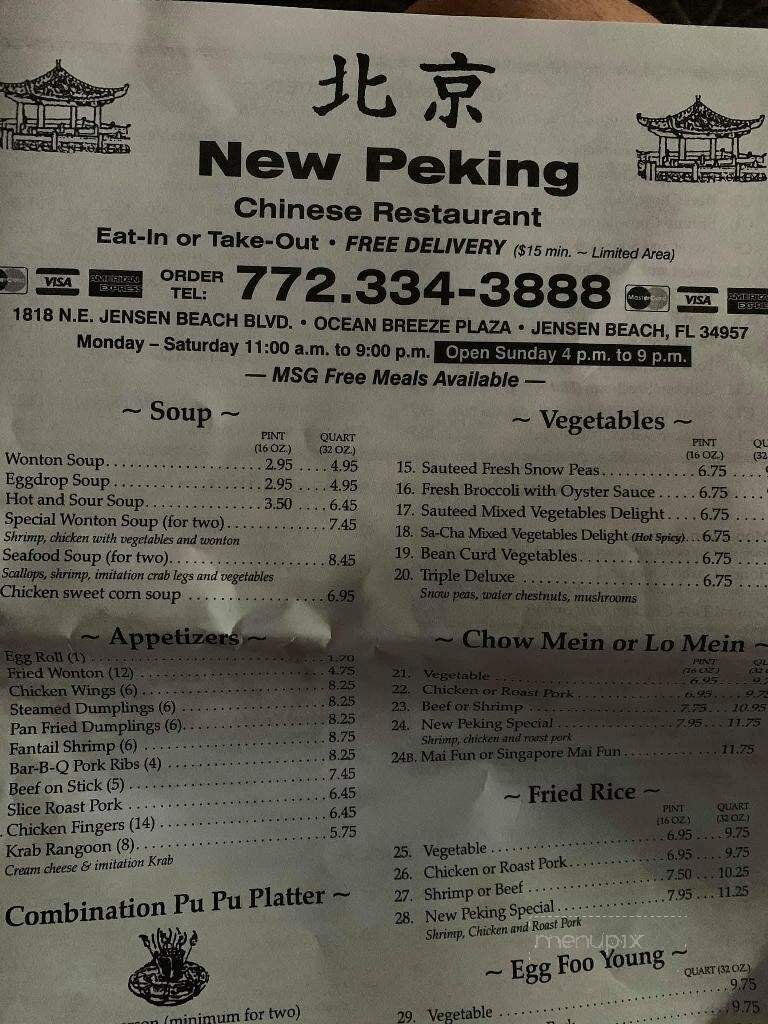 北京
New Peking
Chinese Restaurant
Eat-In or Take-Out • FREE DELIVERY ($15 min. ~ Limited Area)
VISA AMERICAN EXPRESS ORDER TEL: 772.334-3888 MasterCard VISA
1818 N.E. JENSEN BEACH BLVD. • OCEAN BREEZE PLAZA • JENSEN BEACH, FL 34957
Monday – Saturday 11:00 a.m. to 9:00 p.m. Open Sunday 4 p.m. to 9 p.m.
— MSG Free Meals Available —
~ Soup ~
PINT (16 OZ.) QUART (32 OZ.)
Wonton Soup 2.95 4.95
Eggdrop Soup 2.95 4.95
Hot and Sour Soup 3.50 6.45
Special Wonton Soup (for two) 7.45
Shrimp, chicken with vegetables and wonton
Seafood Soup (for two) 8.45
Scallops, shrimp, imitation crab legs and vegetables
Chicken sweet corn soup 6.95
~ Appetizers ~
Egg Roll (1) 1.70
Fried Wonton (12) 4.75
Chicken Wings (6) 8.25
Steamed Dumplings (6) 8.25
Pan Fried Dumplings (6) 8.25
Fantail Shrimp (6) 8.75
Bar-B-Q Pork Ribs (4) 8.25
Beef on Stick (5) 7.45
Slice Roast Pork 6.45
Chicken Fingers (14) 6.45
Krab Rangoon (8) 5.75
Cream cheese & imitation Krab
Combination Pu Pu Platter ~
(minimum for two)
~ Vegetables ~
PINT (16 OZ.)
15. Sauteed Fresh Snow Peas 6.75
16. Fresh Broccoli with Oyster Sauce 6.75
17. Sauteed Mixed Vegetables Delight 6.75
18. Sa-Cha Mixed Vegetables Delight (Hot Spicy) 6.75
19. Bean Curd Vegetables 6.75
20. Triple Deluxe 6.75
Snow peas, water chestnuts, mushrooms
~ Chow Mein or Lo Mein ~
PINT (16 OZ.)
21. Vegetable 6.95
22. Chicken or Roast Pork 6.95 9.75
23. Beef or Shrimp 7.75 10.95
24. New Peking Special 7.95 11.75
Shrimp, chicken and roast pork
24B. Mai Fun or Singapore Mai Fun 11.75
~ Fried Rice ~
PINT (16 OZ.) QUART (32 OZ.)
25. Vegetable 6.95 9.75
26. Chicken or Roast Pork 6.95 9.75
27. Shrimp or Beef 7.50 10.25
28. New Peking Special 7.95 11.25
Shrimp, Chicken and Roast Pork
menupix
~ Egg Foo Young ~
QUART (32 OZ.)
29. Vegetable 9.75
9.75